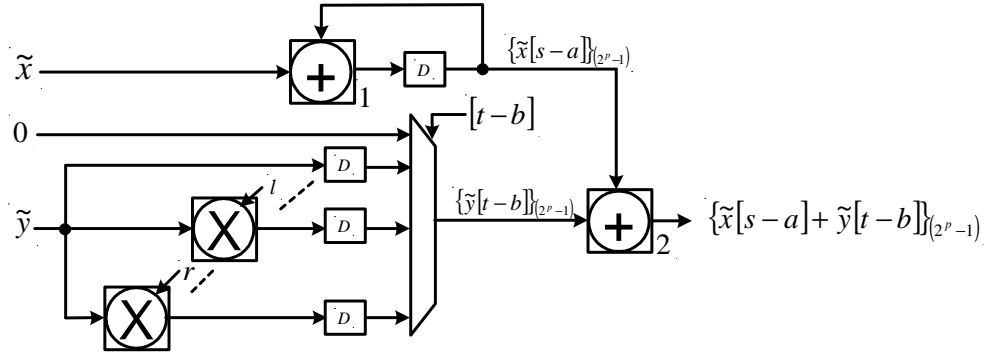 {x̃[s−a]}_(2^p−1)
x̃
+
D
1
[t−b]
0
D
l
{ỹ[t−b]}_(2^p−1)
ỹ
X
D
+
{x̃[s−a]+ỹ[t−b]}_(2^p−1)
2
r
X
D